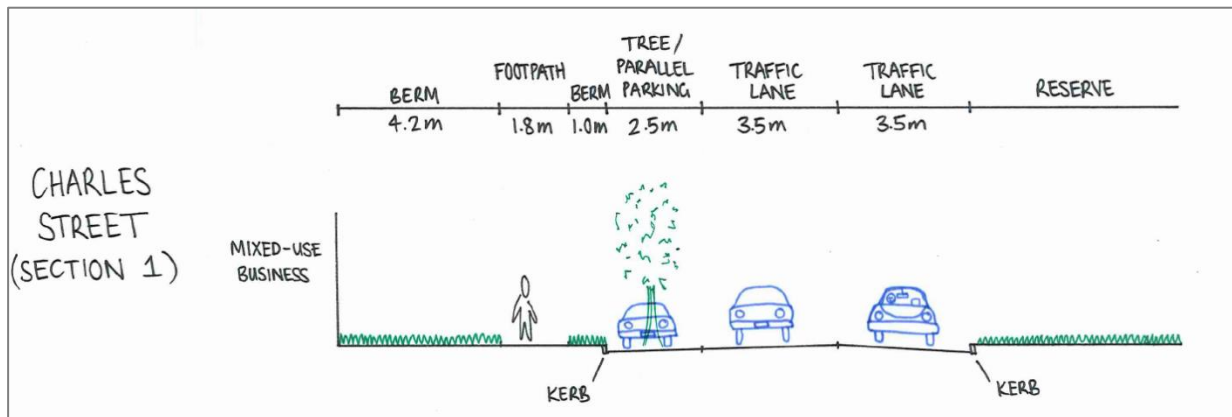 TREE/
PARALLEL
PARKING
FOOTPATH
TRAFFIC
LANE
TRAFFIC
LANE
BERM
BERM
RESERVE
4.2m
1.8m
1.0m
2.5m
3.5m
3.5m
CHARLES
STREET
(SECTION 1)
MIXED-USE
BUSINESS
KERB
KERB